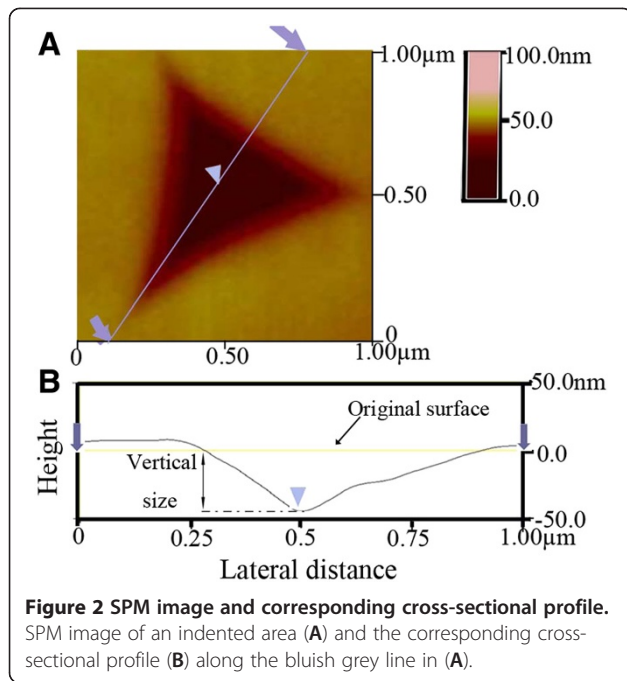 A
1.00μm
0.50
0
0
0.50
1.00μm
100.0nm
50.0
0.0
B
50.0nm
0.0
-50.0
Height
Original surface
Vertical
size
0
0.25
0.5
0.75
1.00μm
Lateral distance
Figure 2 SPM image and corresponding cross-sectional profile.
SPM image of an indented area (A) and the corresponding cross-
sectional profile (B) along the bluish grey line in (A).